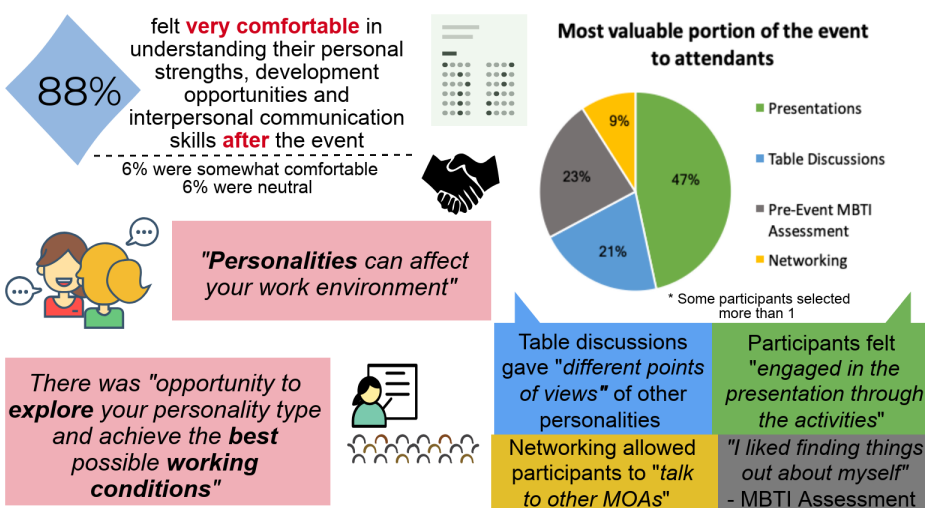 88%
felt very comfortable in
understanding their personal
strengths, development
opportunities and
interpersonal communication
skills after the event
6% were somewhat comfortable
6% were neutral
Most valuable portion of the event
to attendants
9%
47%
23%
21%
Presentations
Table Discussions
Pre-Event MBTI
Assessment
Networking
* Some participants selected
more than 1
"Personalities can affect
your work environment"
There was "opportunity to
explore your personality type
and achieve the best
possible working
conditions"
Table discussions
gave "different points
of views" of other
personalities
Participants felt
"engaged in the
presentation through
the activities"
Networking allowed
participants to "talk
to other MOAs"
"I liked finding things
out about myself"
- MBTI Assessment